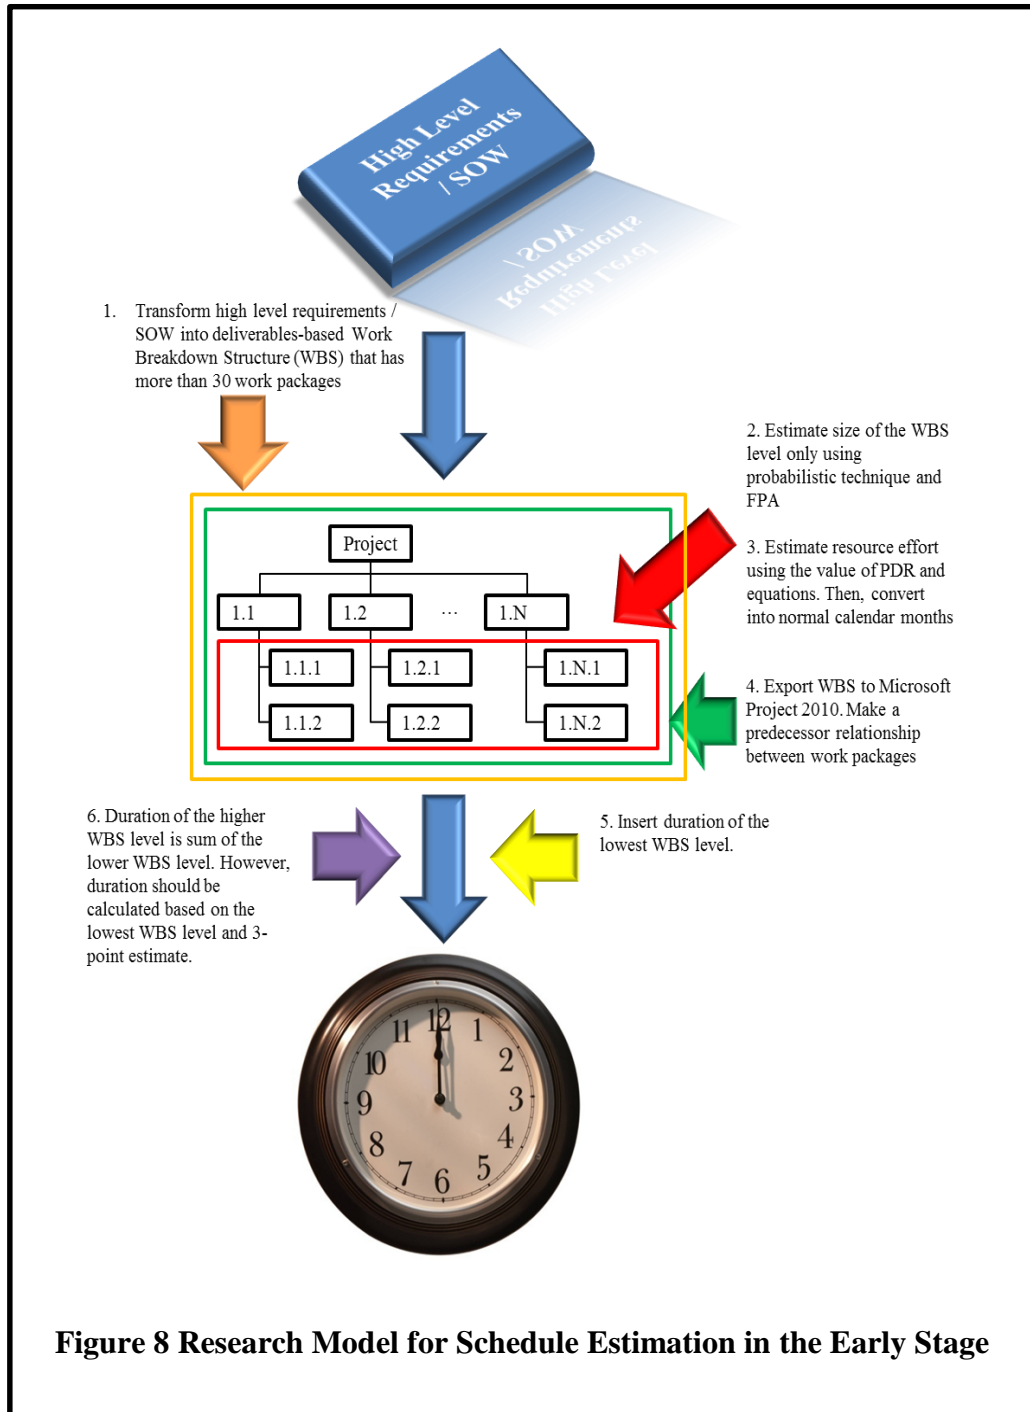 High Level
Requirements
/ SOW
High Level
Requirements
/ SOW
1. Transform high level requirements /
SOW into deliverables-based Work
Breakdown Structure (WBS) that has
more than 30 work packages
2. Estimate size of the WBS
level only using
probabilistic technique and
FPA
3. Estimate resource effort
using the value of PDR and
equations. Then, convert
into normal calendar months
4. Export WBS to Microsoft
Project 2010. Make a
predecessor relationship
between work packages
Project
1.1
1.2
...
1.N
1.1.1
1.2.1
1.N.1
1.1.2
1.2.2
1.N.2
6. Duration of the higher
WBS level is sum of the
lower WBS level. However,
duration should be
calculated based on the
lowest WBS level and 3-
point estimate.
5. Insert duration of the
lowest WBS level.
12
1
2
3
4
5
6
7
8
9
10
11
Figure 8 Research Model for Schedule Estimation in the Early Stage